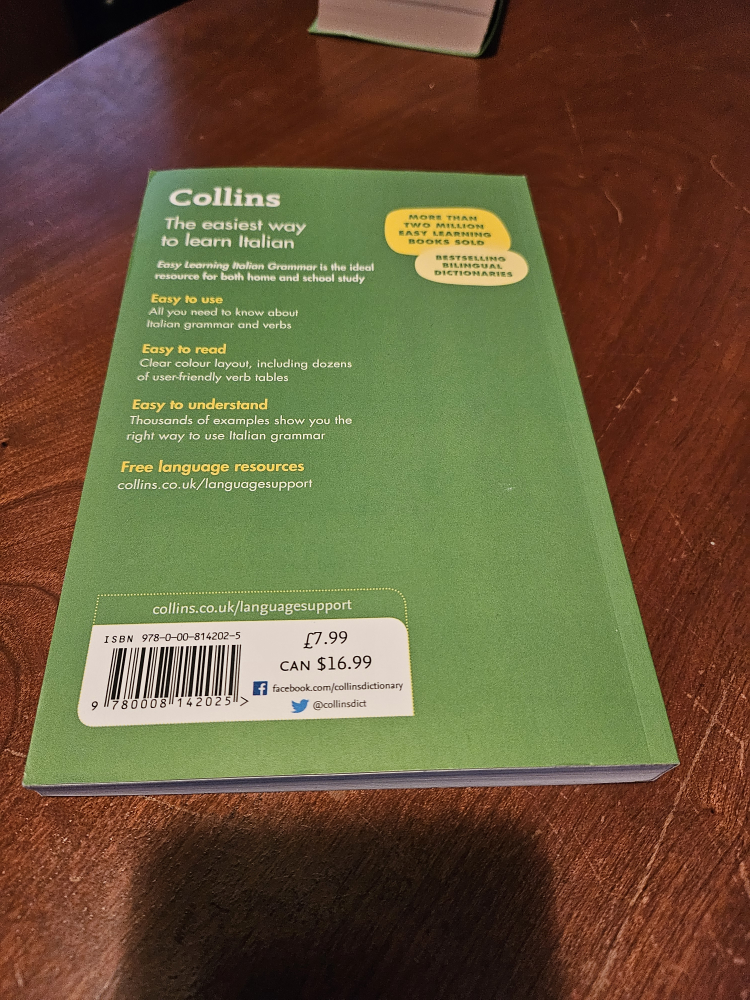 Collins
The easiest way
to learn Italian
Easy Learning Italian Grammar is the ideal
resource for both home and school study
Easy to use
All you need to know about
Italian grammar and verbs
Easy to read
Clear colour layout, including dozens
of user-friendly verb tables
Easy to understand
Thousands of examples show you the
right way to use Italian grammar
Free language resources
collins.co.uk/languagesupport
MORE THAN
TWO MILLION
EASY LEARNING
BOOKS SOLD
BESTSELLING
BILINGUAL
DICTIONARIES
collins.co.uk/languagesupport
ISBN 978-0-00-814202-5
9 780008 142025 >
£7.99
CAN $16.99
facebook.com/collinsdictionary
@collinsdict